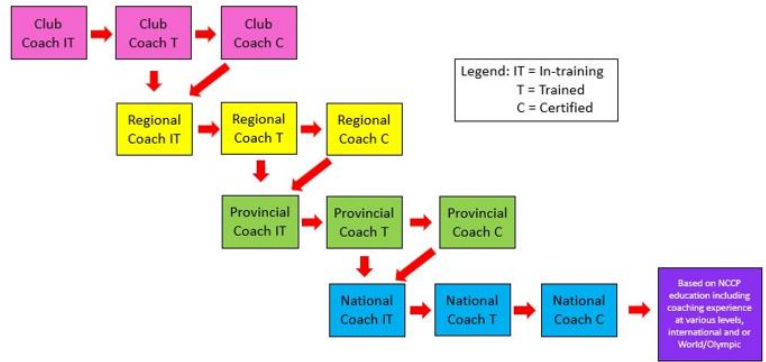 Club
Coach IT
Club
Coach T
Club
Coach C
Legend: IT = In-training
T = Trained
C = Certified
Regional
Coach IT
Regional
Coach T
Regional
Coach C
Provincial
Coach IT
Provincial
Coach T
Provincial
Coach C
National
Coach IT
National
Coach T
National
Coach C
Based on NCCP
education including
coaching experience
at various levels,
international and or
World/Olympic